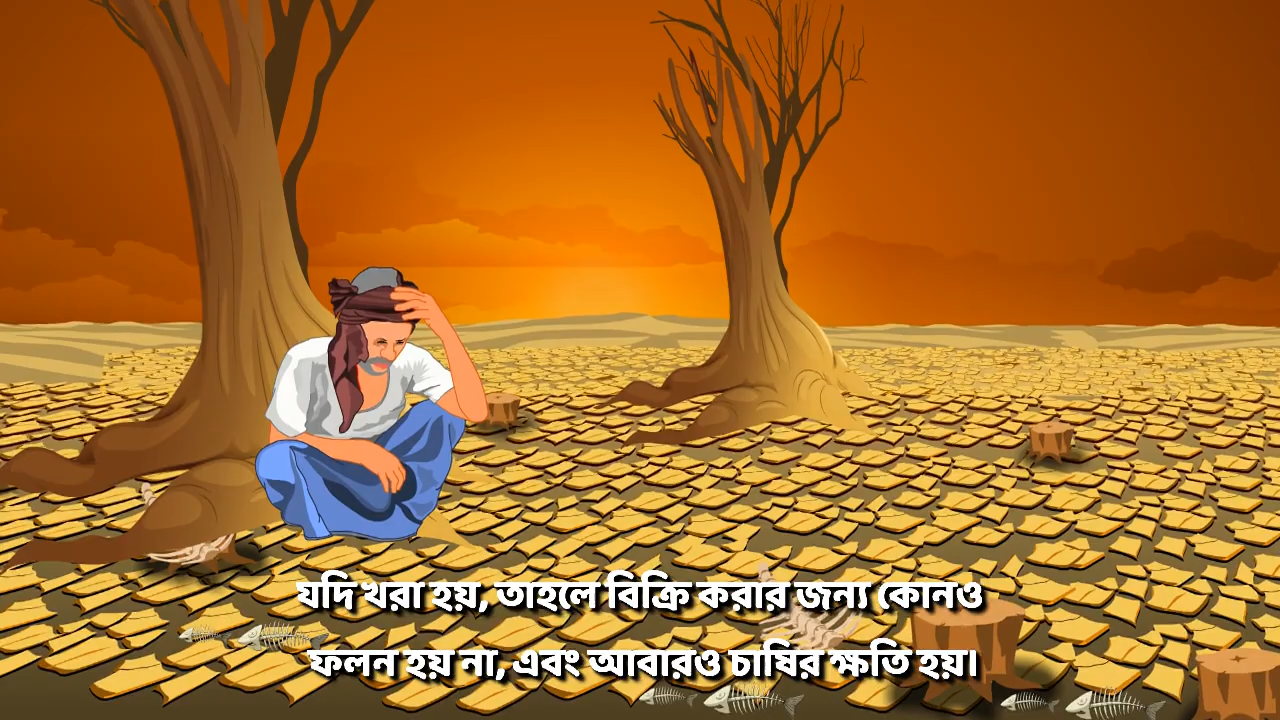 যদি খরা হয়, তাহলে বিক্রি করার জন্য কোনও
ফলন হয় না, এবং আবারও চাষির ক্ষতি হয়।